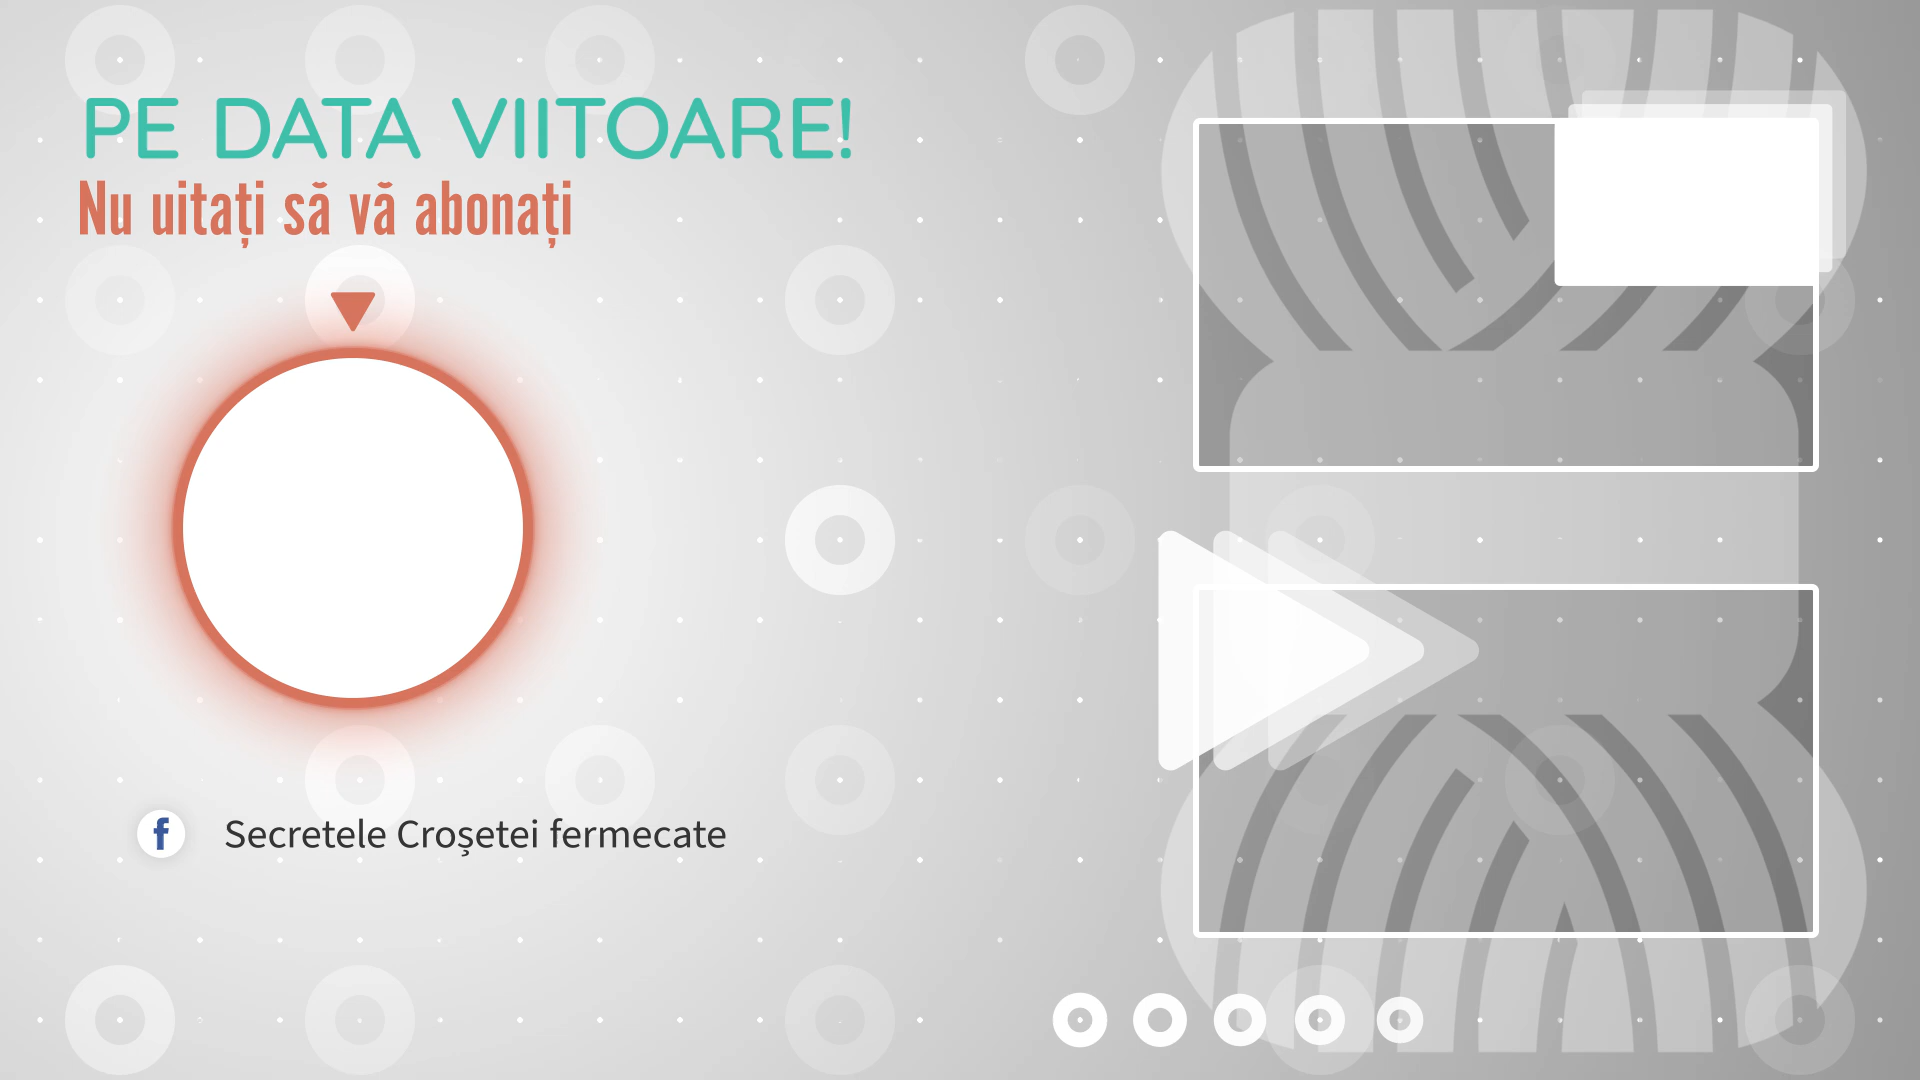 PE DATA VIITOARE!
Nu uitați să vă abonați
f Secretele Croșetei fermecate